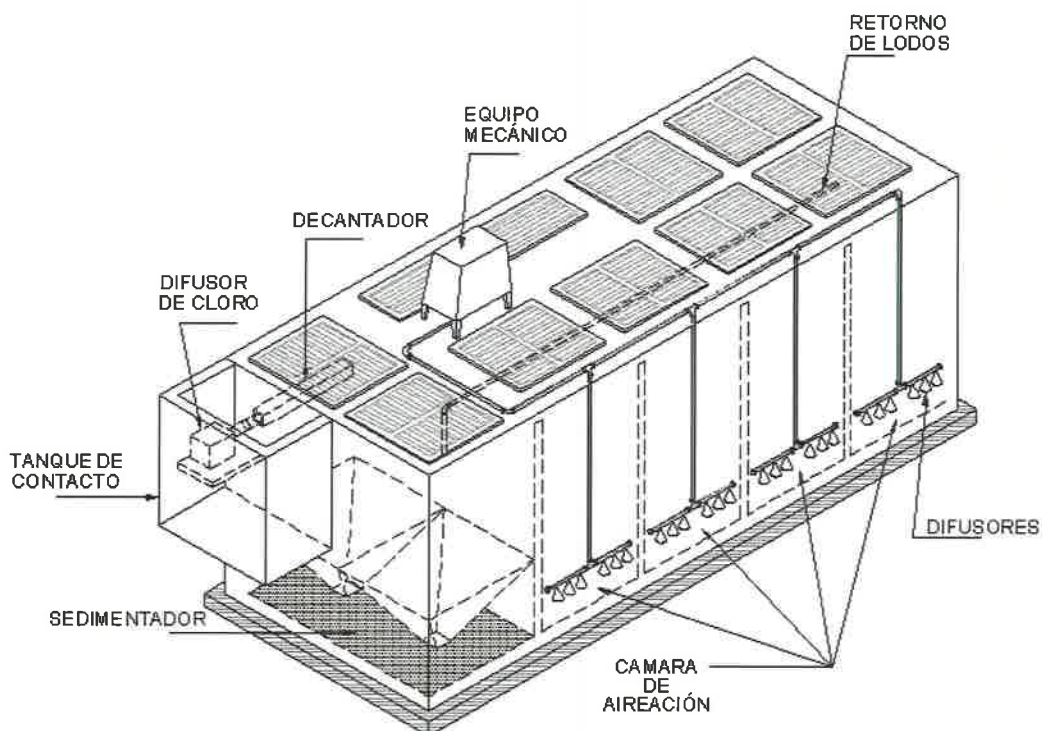 RETORNO
DE LODOS
EQUIPO
MECÁNICO
DECANTADOR
DIFUSOR
DE CLORO
TANQUE DE
CONTACTO
DIFUSORES
SEDIMENTADOR
CAMARA
DE
AIREACIÓN